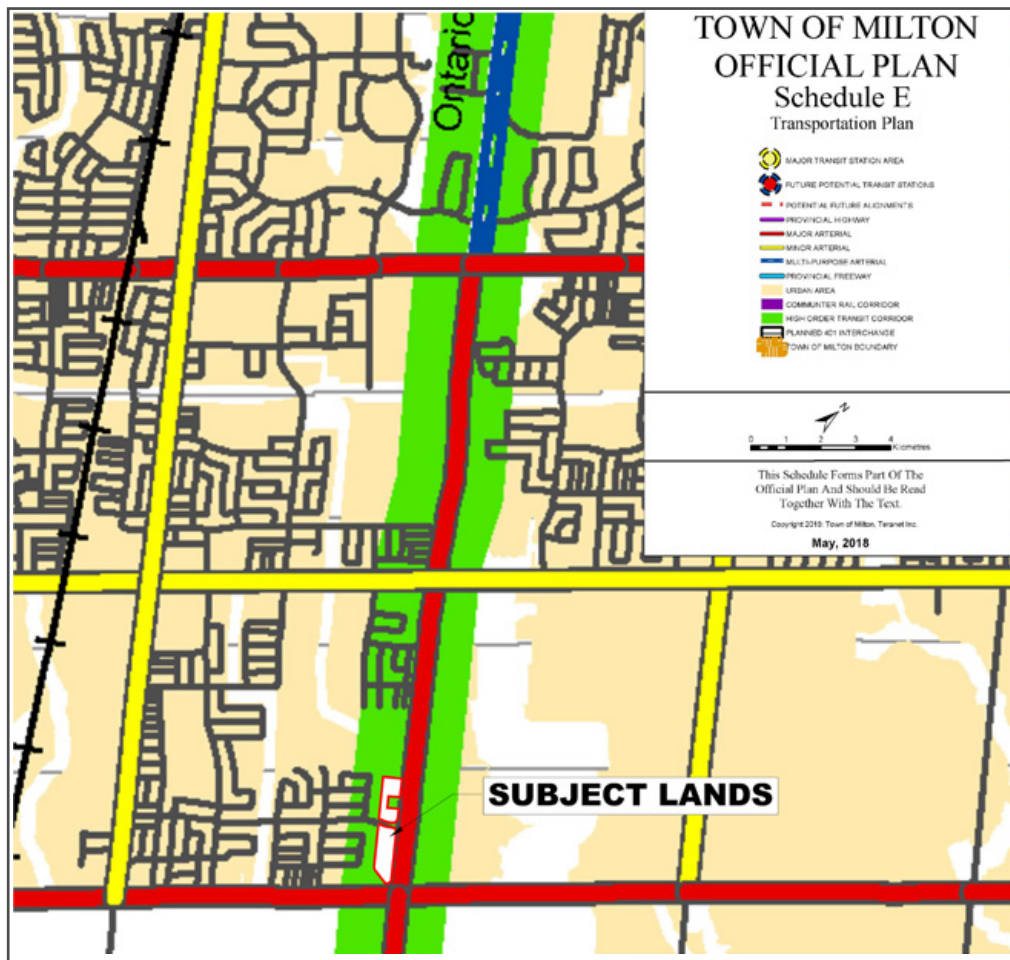 Ontario
TOWN OF MILTON
OFFICIAL PLAN
Schedule E
Transportation Plan
MAJOR TRANSIT STATION AREA
FUTURE POTENTIAL TRANSIT STATIONS
POTENTIAL FUTURE ALIGNMENTS
PROVINCIAL HIGHWAY
MAJOR ARTERIAL
MINOR ARTERIAL
MULTI-PURPOSE ARTERIAL
PROVINCIAL FREEWAY
URBAN AREA
COMMUNTER RAIL CORRIDOR
HIGH ORDER TRANSIT CORRIDOR
PLANNED 401 INTERCHANGE
TOWN OF MILTON BOUNDARY
N
0 1 2 3 4
Kilometres
This Schedule Forms Part Of The
Official Plan And Should Be Read
Together With The Text.
Copyright 2018: Town of Milton, Teranet Inc.
May, 2018
SUBJECT LANDS